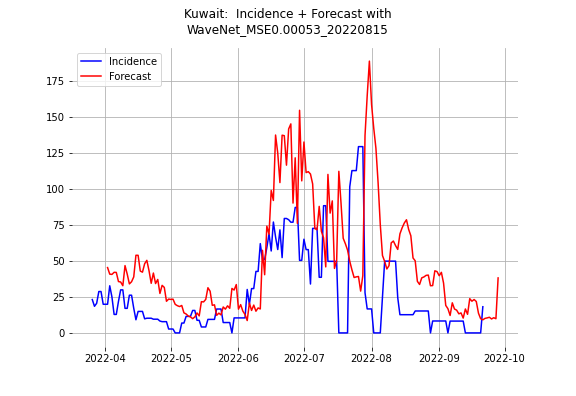 Kuwait:  Incidence + Forecast with
WaveNet_MSE0.00053_20220815
Incidence
Forecast
175
150
125
100
75
50
25
0
2022-04 2022-05 2022-06 2022-07 2022-08 2022-09 2022-10